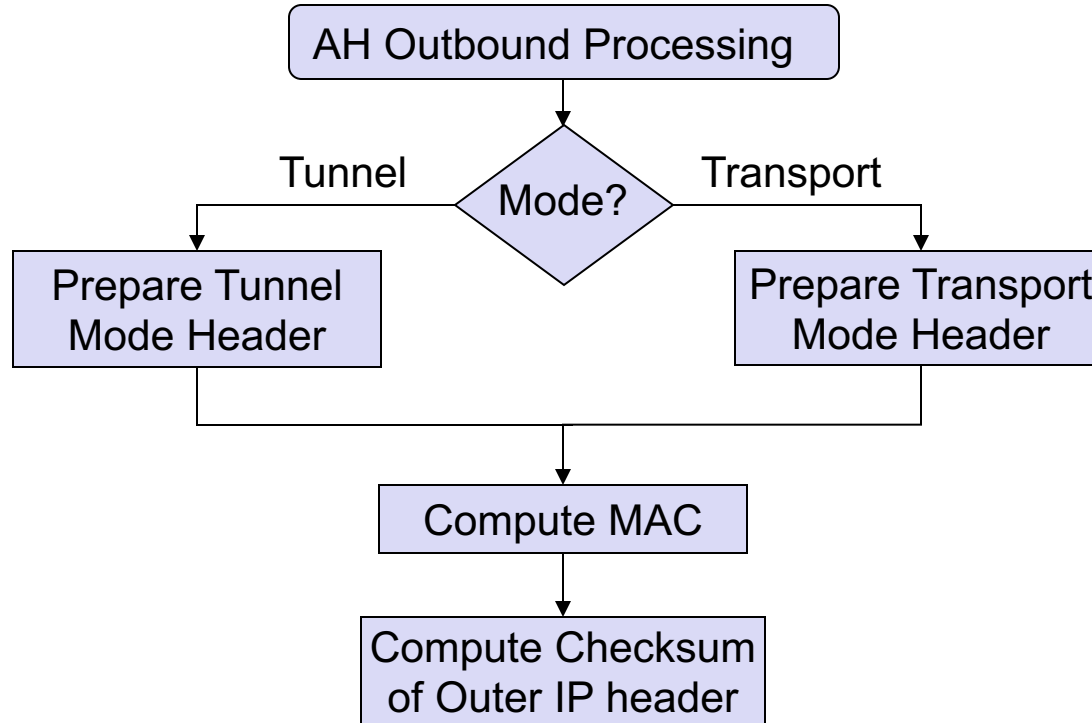 AH Outbound Processing
Tunnel
Mode?
Transport
Prepare Tunnel
Mode Header
Prepare Transport
Mode Header
Compute MAC
Compute Checksum
of Outer IP header